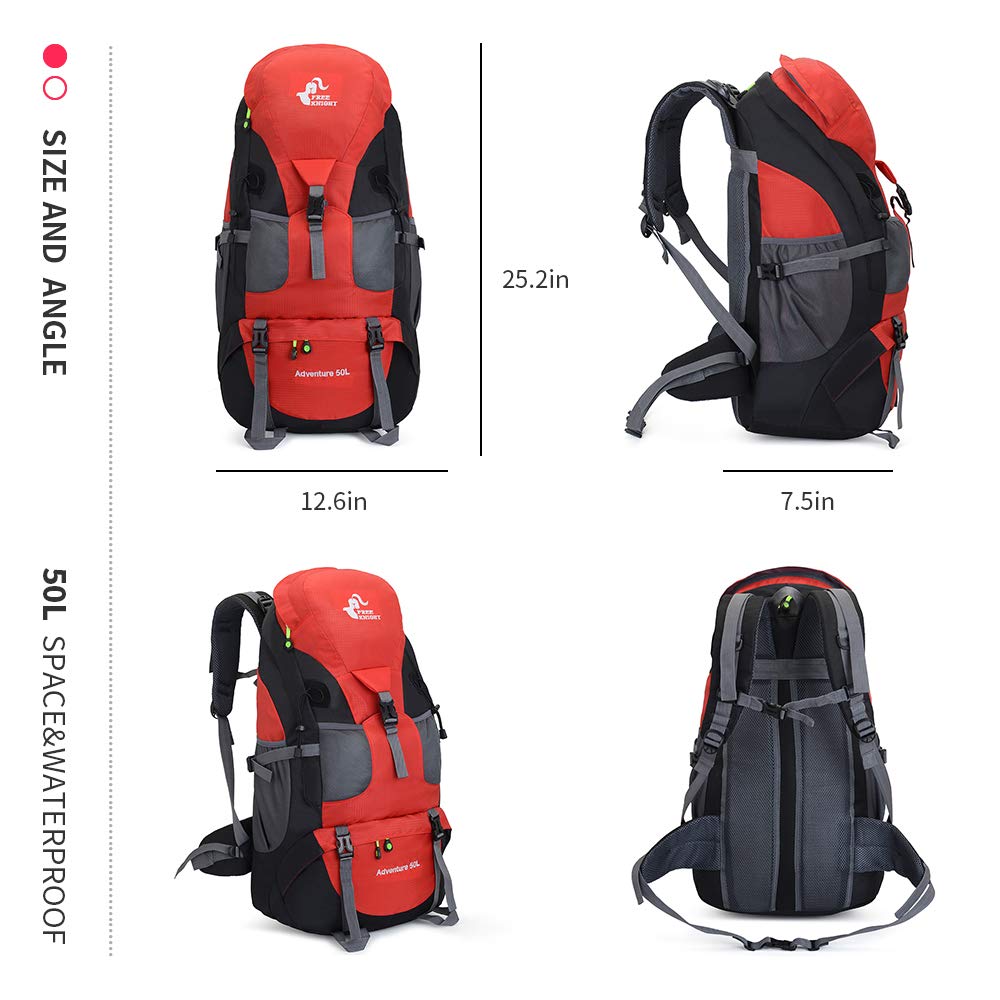 SIZE AND ANGLE
FREE
KNIGHT
Adventure 50L
25.2in
12.6in
7.5in
50L SPACE&WATERPROOF
FREE
KNIGHT
Adventure 50L